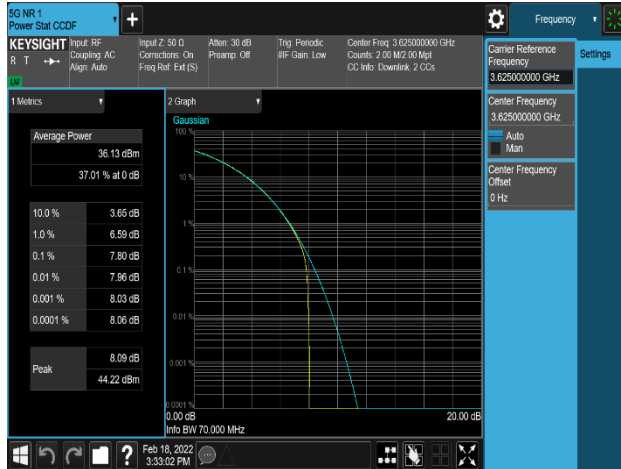 5G NR 1
Power Stat CCDF
Frequency
KEYSIGHT
R T
Input: RF
Coupling: AC
Align: Auto
Input Z: 50 Ω
Corrections: On
Freq Ref: Ext (S)
Atten: 30 dB
Preamp: Off
Trig: Periodic
#IF Gain: Low
Center Freq: 3.625000000 GHz
Counts: 2.00 M/2.00 Mpt
CC Info: Downlink, 2 CCs
Carrier Reference
Frequency
3.625000000 GHz
Settings
Center Frequency
3.625000000 GHz
Auto
Man
Center Frequency
Offset
0 Hz
1 Metrics
Average Power
36.13 dBm
37.01 % at 0 dB
10.0 % 3.65 dB
1.0 % 6.59 dB
0.1 % 7.80 dB
0.01 % 7.96 dB
0.001 % 8.03 dB
0.0001 % 8.06 dB
Peak
8.09 dB
44.22 dBm
2 Graph
Gaussian
100 %
10 %
1 %
0.1 %
0.01 %
0.001 %
0.0001 %
0.00 dB 20.00 dB
Info BW 70.000 MHz
?
Feb 18, 2022
3:33:02 PM